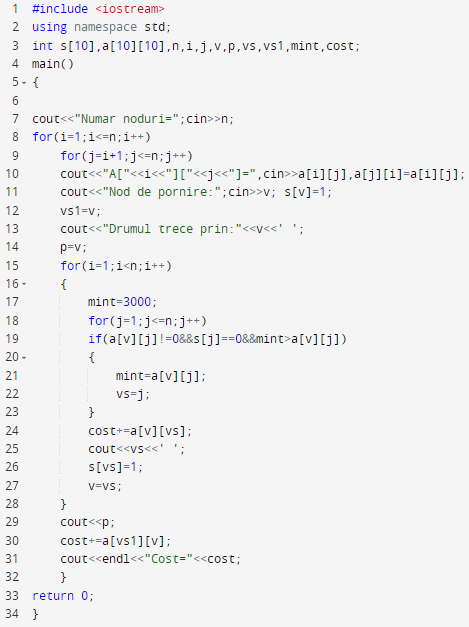 1 #include <iostream>
2 using namespace std;
3 int s[10],a[10][10],n,i,j,v,p,vs,vs1,mint,cost;
4 main()
5 {
6
7 cout<<"Numar noduri=";cin>>n;
8 for(i=1;i<=n;i++)
9 for(j=i+1;j<=n;j++)
10 cout<<"A["<<i<<"]["<<j<<"]=",cin>>a[i][j],a[j][i]=a[i][j];
11 cout<<"Nod de pornire:";cin>>v; s[v]=1;
12 vs1=v;
13 cout<<"Drumul trece prin:"<<v<<' ';
14 p=v;
15 for(i=1;i<n;i++)
16 {
17 mint=3000;
18 for(j=1;j<=n;j++)
19 if(a[v][j]!=0&&s[j]==0&&mint>a[v][j])
20 {
21 mint=a[v][j];
22 vs=j;
23 }
24 cost+=a[v][vs];
25 cout<<vs<<' ';
26 s[vs]=1;
27 v=vs;
28 }
29 cout<<p;
30 cost+=a[vs1][v];
31 cout<<endl<<"Cost="<<cost;
32 }
33 return 0;
34 }